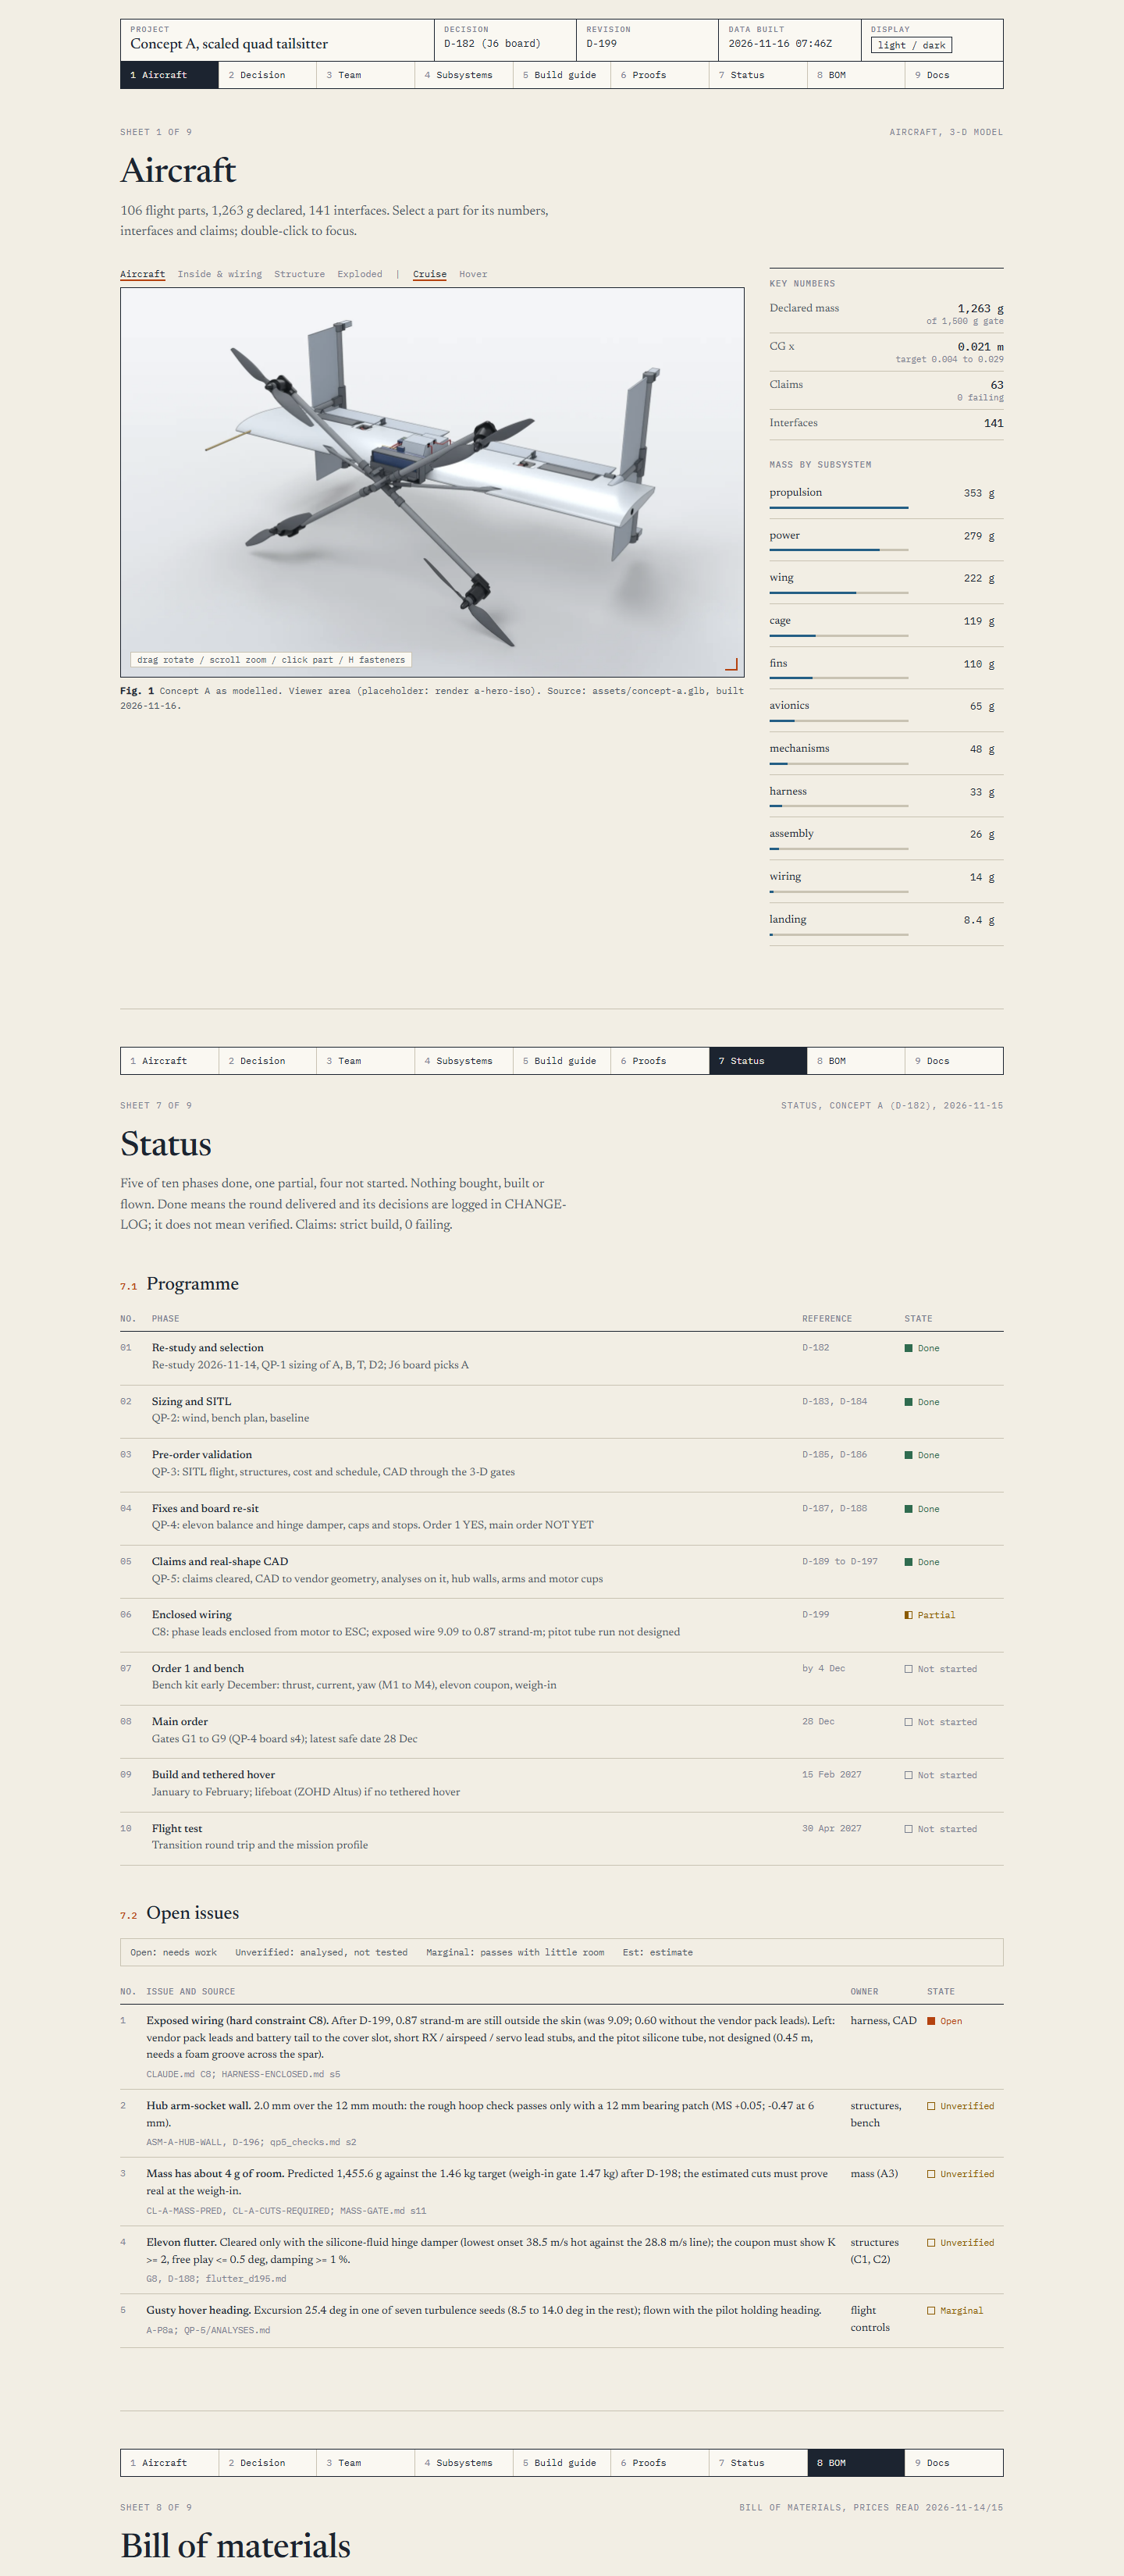 PROJECT
Concept A, scaled quad tailsitter
DECISION
D-182 (J6 board)
REVISION
D-199
DATA BUILT
2026-11-16 07:46Z
DISPLAY
light / dark
1 Aircraft 2 Decision 3 Team 4 Subsystems 5 Build guide 6 Proofs 7 Status 8 BOM 9 Docs
SHEET 1 OF 9
AIRCRAFT, 3-D MODEL
Aircraft
106 flight parts, 1,263 g declared, 141 interfaces. Select a part for its numbers,
interfaces and claims; double-click to focus.
Aircraft Inside & wiring Structure Exploded | Cruise Hover
drag rotate / scroll zoom / click part / H fasteners
Fig. 1 Concept A as modelled. Viewer area (placeholder: render a-hero-iso). Source: assets/concept-a.glb, built
2026-11-16.
KEY NUMBERS
Declared mass 1,263 g
of 1,500 g gate
CG x 0.021 m
target 0.004 to 0.029
Claims 63
0 failing
Interfaces 141
MASS BY SUBSYSTEM
propulsion 353 g
power 279 g
wing 222 g
cage 119 g
fins 110 g
avionics 65 g
mechanisms 48 g
harness 33 g
assembly 26 g
wiring 14 g
landing 8.4 g
1 Aircraft 2 Decision 3 Team 4 Subsystems 5 Build guide 6 Proofs 7 Status 8 BOM 9 Docs
SHEET 7 OF 9
STATUS, CONCEPT A (D-182), 2026-11-15
Status
Five of ten phases done, one partial, four not started. Nothing bought, built or
flown. Done means the round delivered and its decisions are logged in CHANGE-
LOG; it does not mean verified. Claims: strict build, 0 failing.
7.1 Programme
NO. PHASE REFERENCE STATE
01 Re-study and selection D-182 Done
Re-study 2026-11-14, QP-1 sizing of A, B, T, D2; J6 board picks A
02 Sizing and SITL D-183, D-184 Done
QP-2: wind, bench plan, baseline
03 Pre-order validation D-185, D-186 Done
QP-3: SITL flight, structures, cost and schedule, CAD through the 3-D gates
04 Fixes and board re-sit D-187, D-188 Done
QP-4: elevon balance and hinge damper, caps and stops. Order 1 YES, main order NOT YET
05 Claims and real-shape CAD D-189 to D-197 Done
QP-5: claims cleared, CAD to vendor geometry, analyses on it, hub walls, arms and motor cups
06 Enclosed wiring D-199 Partial
C8: phase leads enclosed from motor to ESC; exposed wire 9.09 to 0.87 strand-m; pitot tube run not designed
07 Order 1 and bench by 4 Dec Not started
Bench kit early December: thrust, current, yaw (M1 to M4), elevon coupon, weigh-in
08 Main order 28 Dec Not started
Gates G1 to G9 (QP-4 board s4); latest safe date 28 Dec
09 Build and tethered hover 15 Feb 2027 Not started
January to February; lifeboat (ZOHD Altus) if no tethered hover
10 Flight test 30 Apr 2027 Not started
Transition round trip and the mission profile
7.2 Open issues
Open: needs work Unverified: analysed, not tested Marginal: passes with little room Est: estimate
NO. ISSUE AND SOURCE OWNER STATE
1 Exposed wiring (hard constraint C8). After D-199, 0.87 strand-m are still outside the skin (was 9.09; 0.60 without the vendor pack leads). Left: harness, CAD Open
vendor pack leads and battery tail to the cover slot, short RX / airspeed / servo lead stubs, and the pitot silicone tube, not designed (0.45 m,
needs a foam groove across the spar).
CLAUDE.md C8; HARNESS-ENCLOSED.md s5
2 Hub arm-socket wall. 2.0 mm over the 12 mm mouth: the rough hoop check passes only with a 12 mm bearing patch (MS +0.05; -0.47 at 6 structures, Unverified
mm). bench
ASM-A-HUB-WALL, D-196; qp5_checks.md s2
3 Mass has about 4 g of room. Predicted 1,455.6 g against the 1.46 kg target (weigh-in gate 1.47 kg) after D-198; the estimated cuts must prove mass (A3) Unverified
real at the weigh-in.
CL-A-MASS-PRED, CL-A-CUTS-REQUIRED; MASS-GATE.md s11
4 Elevon flutter. Cleared only with the silicone-fluid hinge damper (lowest onset 38.5 m/s hot against the 28.8 m/s line); the coupon must show K structures Unverified
>= 2, free play <= 0.5 deg, damping >= 1 %. (C1, C2)
G8, D-188; flutter_d195.md
5 Gusty hover heading. Excursion 25.4 deg in one of seven turbulence seeds (8.5 to 14.0 deg in the rest); flown with the pilot holding heading. flight Marginal
controls
A-P8a; QP-5/ANALYSES.md
1 Aircraft 2 Decision 3 Team 4 Subsystems 5 Build guide 6 Proofs 7 Status 8 BOM 9 Docs
SHEET 8 OF 9
BILL OF MATERIALS, PRICES READ 2026-11-14/15
Bill of materials